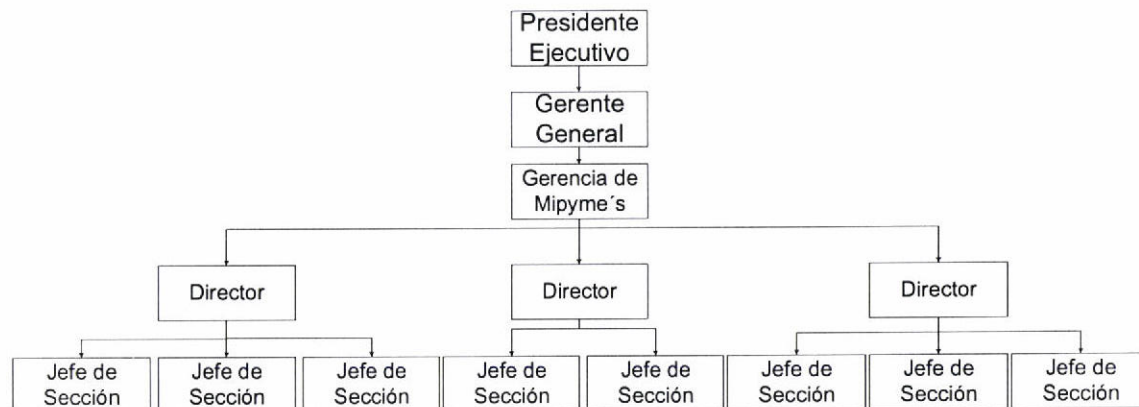 Presidente
Ejecutivo
Gerente
General
Gerencia de
Mipyme´s
Director
Director
Director
Jefe de
Sección
Jefe de
Sección
Jefe de
Sección
Jefe de
Sección
Jefe de
Sección
Jefe de
Sección
Jefe de
Sección
Jefe de
Sección